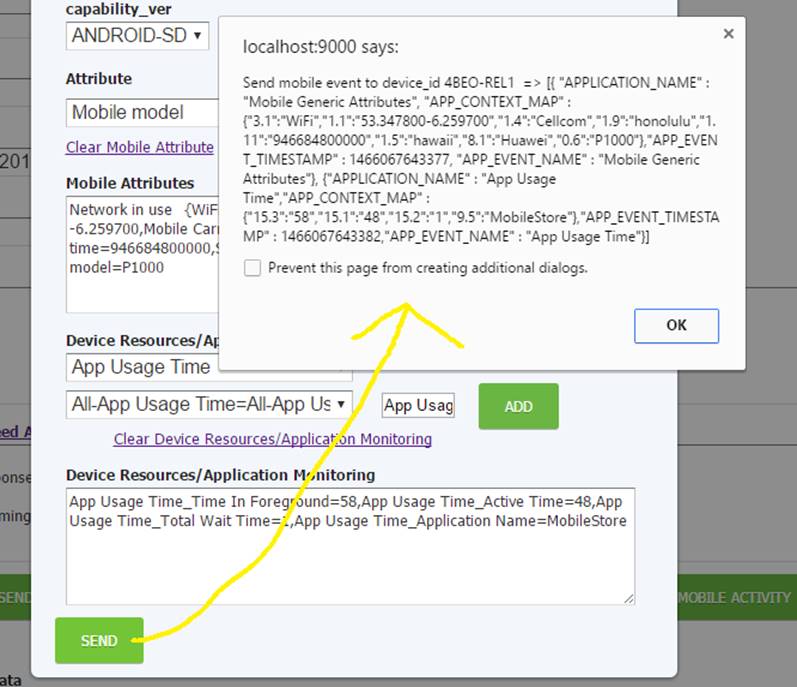 capability_ver
ANDROID-SD
Attribute
Mobile model
Clear Mobile Attribute
201
Mobile Attributes
Network in use {WiF
-6.259700,Mobile Carr
time=946684800000,S
model=P1000
localhost:9000 says:
Send mobile event to device_id 4BEO-REL1 => [{ "APPLICATION_NAME" :
"Mobile Generic Attributes", "APP_CONTEXT_MAP" :
{"3.1":"WiFi","1.1":"53.347800-6.259700","1.4":"Cellcom","1.9":"honolulu","1.
11":"946684800000","1.5":"hawaii","8.1":"Huawei","0.6":"P1000"},"APP_EVEN
T_TIMESTAMP" : 1466067643377, "APP_EVENT_NAME" : "Mobile Generic
Attributes"}, {"APPLICATION_NAME" : "App Usage
Time","APP_CONTEXT_MAP" :
{"15.3":"58","15.1":"48","15.2":"1","9.5":"MobileStore"},"APP_EVENT_TIMESTA
MP" : 1466067643382,"APP_EVENT_NAME" : "App Usage Time"}]
Prevent this page from creating additional dialogs.
OK
Device Resources/Ap
App Usage Time
All-App Usage Time=All-App Us
App Usag
ADD
Clear Device Resources/Application Monitoring
eed A
Device Resources/Application Monitoring
App Usage Time_Time In Foreground=58,App Usage Time_Active Time=48,App
Usage Time_Total Wait Time=1,App Usage Time_Application Name=MobileStore
onse
ming
SEND
MOBILE ACTIVITY
SEND
ata